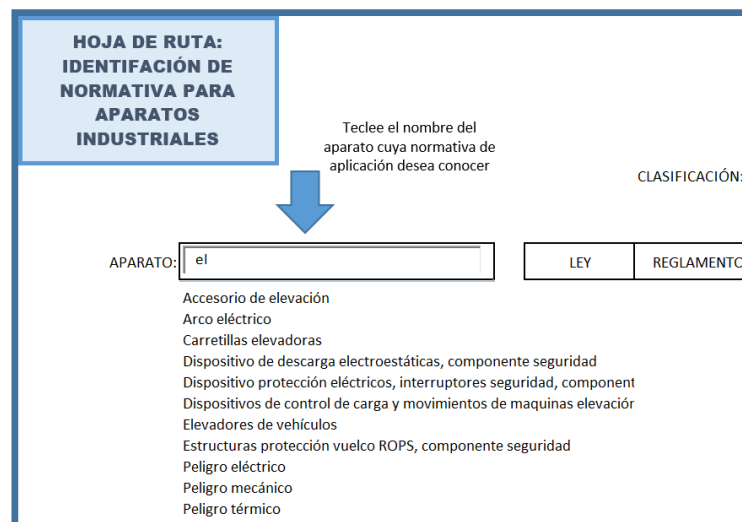 HOJA DE RUTA:
IDENTIFACIÓN DE
NORMATIVA PARA
APARATOS
INDUSTRIALES
Teclee el nombre del
aparato cuya normativa de
aplicación desea conocer
CLASIFICACIÓN:
APARATO:
el
LEY
REGLAMENTO
Accesorio de elevación
Arco eléctrico
Carretillas elevadoras
Dispositivo de descarga electroestáticas, componente seguridad
Dispositivo protección eléctricos, interruptores seguridad, component
Dispositivos de control de carga y movimientos de maquinas elevación
Elevadores de vehículos
Estructuras protección vuelco ROPS, componente seguridad
Peligro eléctrico
Peligro mecánico
Peligro térmico